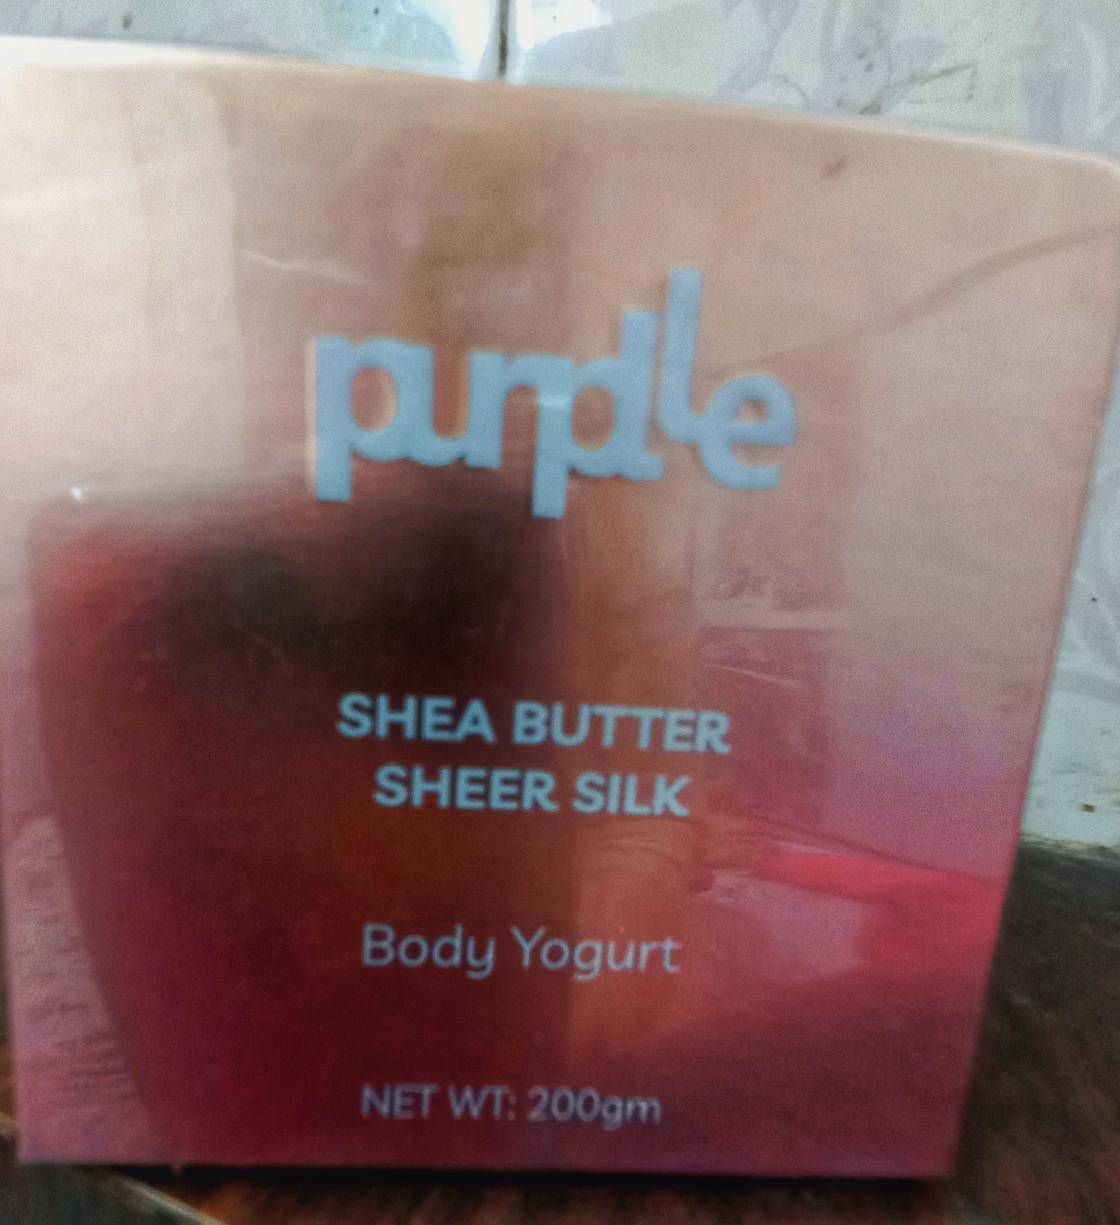 purplle
SHEA BUTTER
SHEER SILK
Body Yogurt
NET WT: 200gm